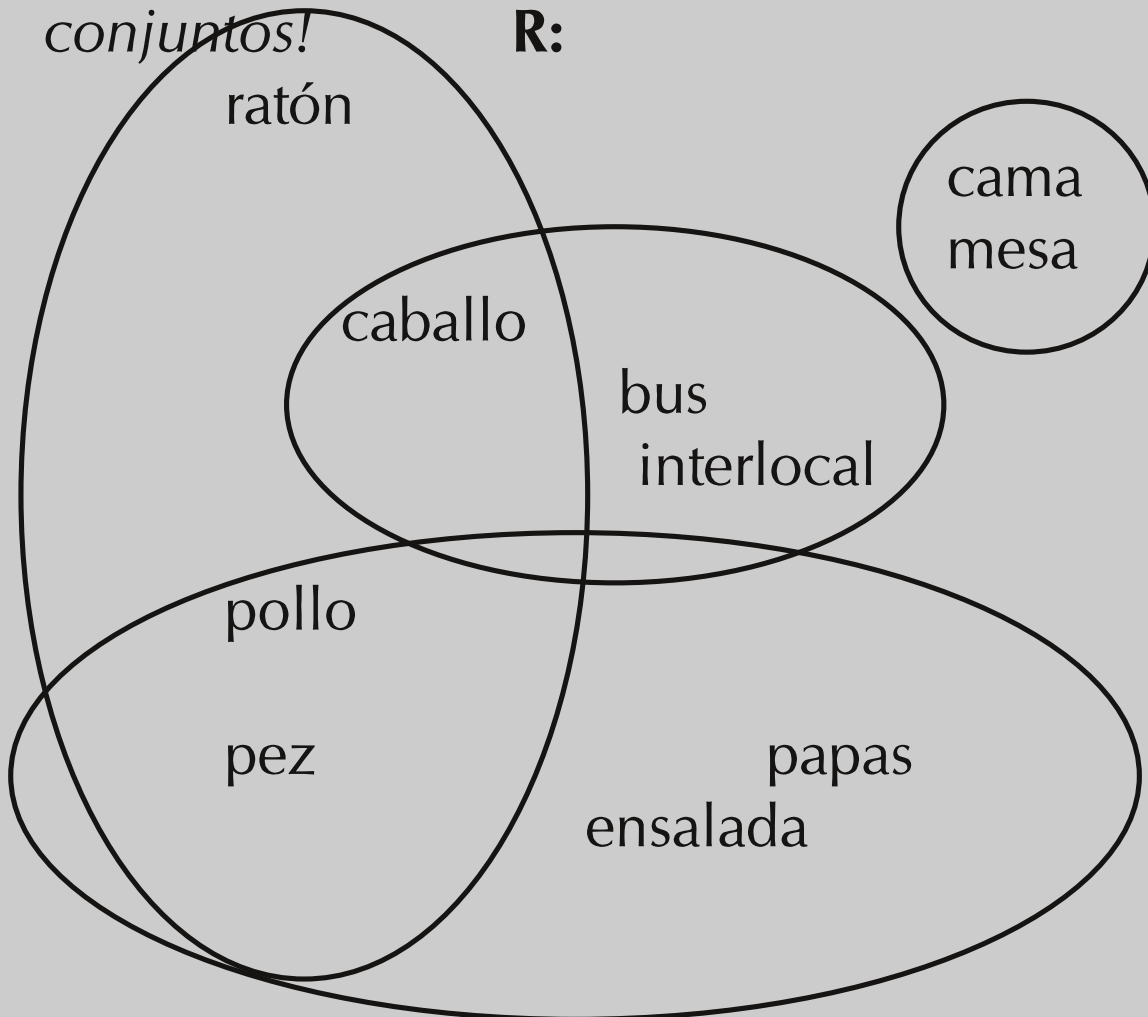 conjuntos! R:
ratón
cama
mesa
caballo
bus
interlocal
pollo
pez papas
ensalada